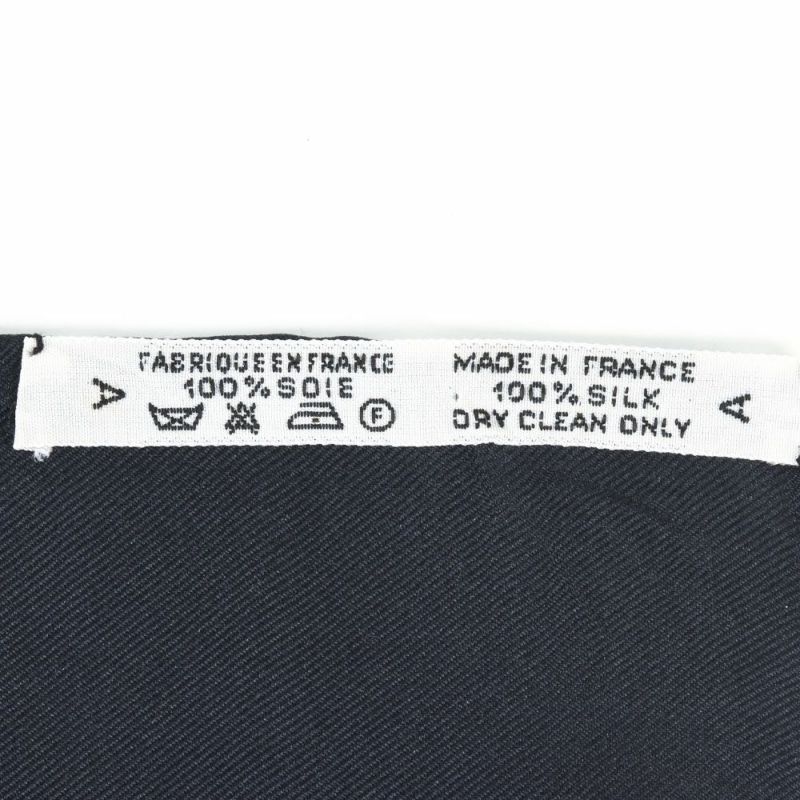 A
FABRIQUE EN FRANCE
100% SOIE
F
MADE IN FRANCE
100% SILK
DRY CLEAN ONLY
A